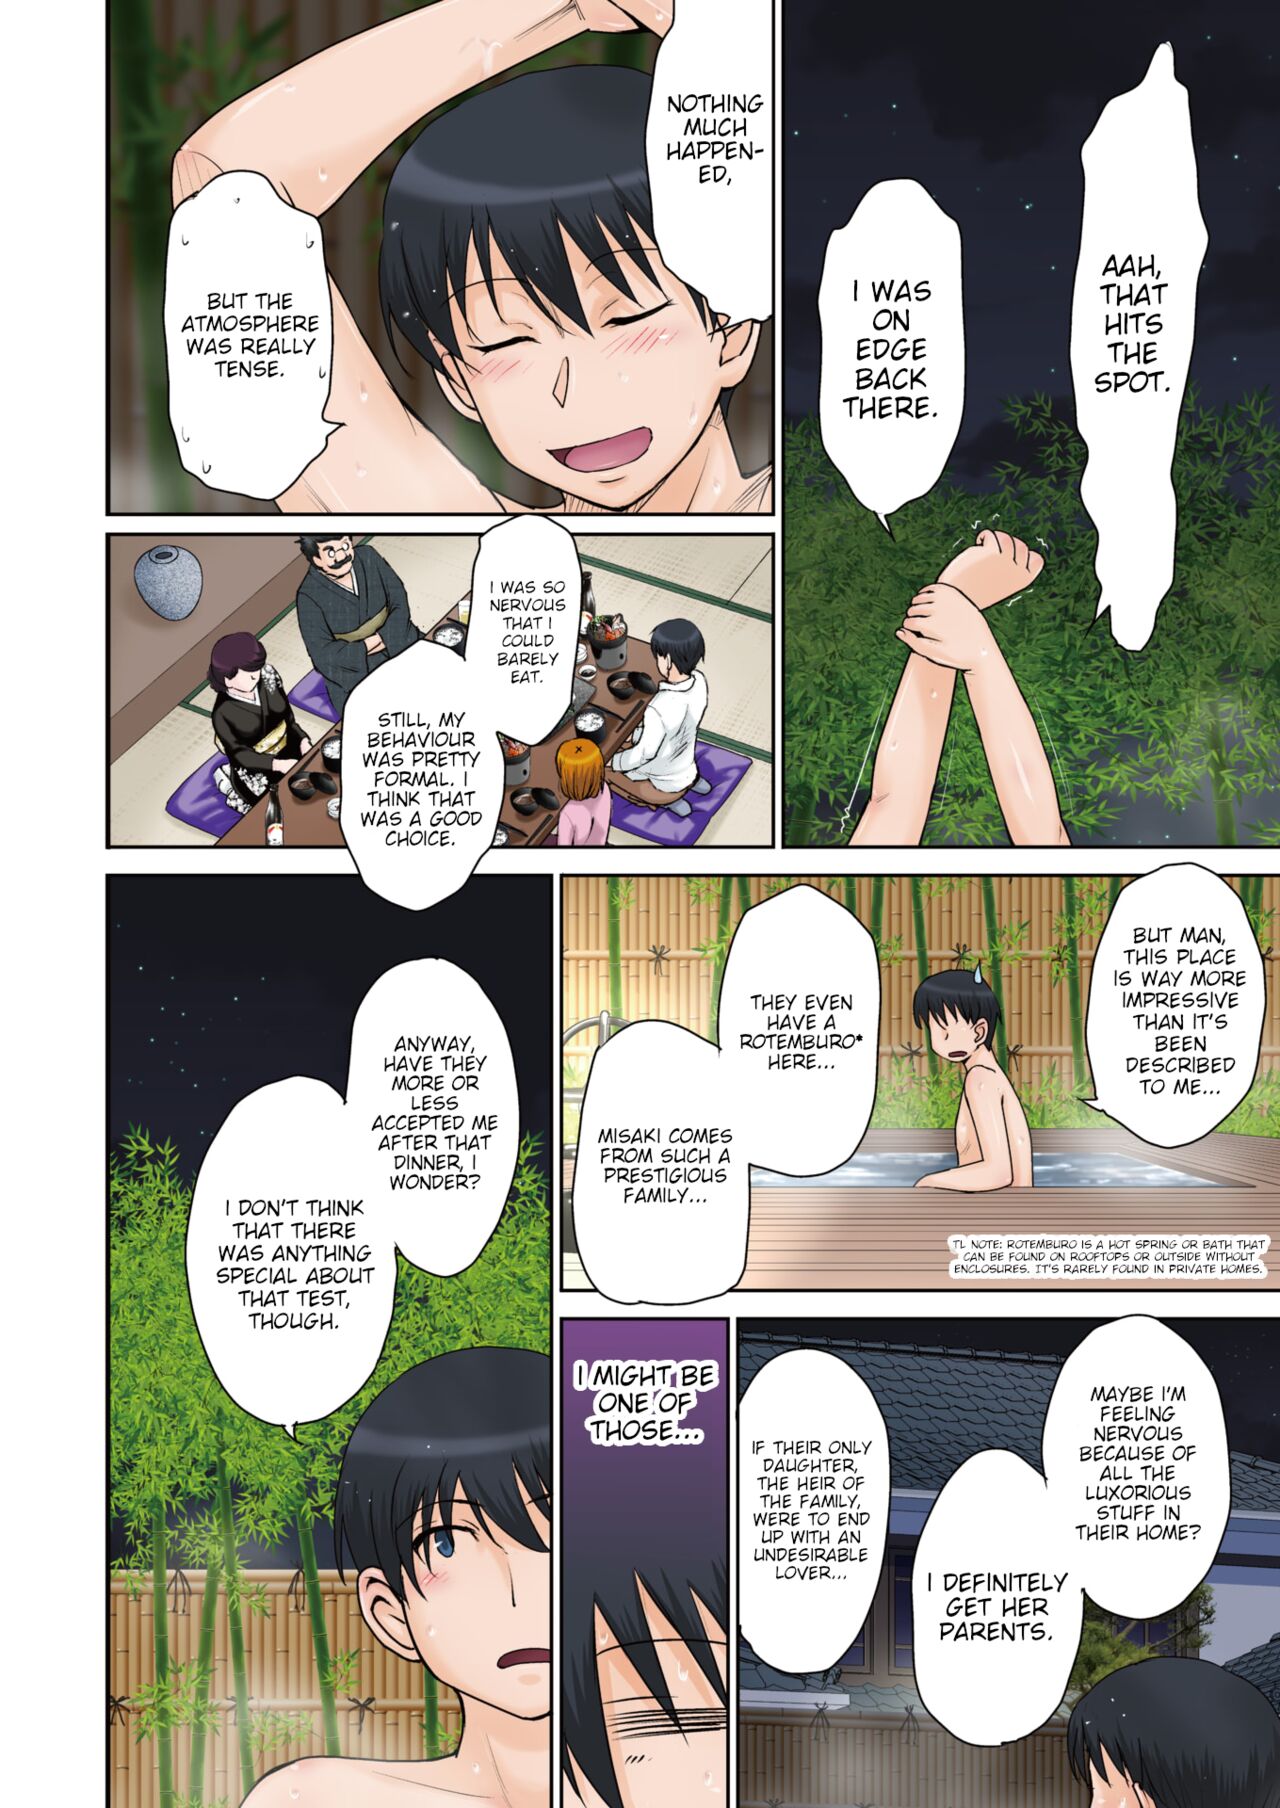 AAH,
THAT
HITS
THE
SPOT.
I WAS
ON
EDGE
BACK
THERE.
NOTHING
MUCH
HAPPEN-
ED,
BUT THE
ATMOSPHERE
WAS REALLY
TENSE.
I WAS SO
NERVOUS
THAT I
COULD
BARELY
EAT.
STILL, MY
BEHAVIOUR
WAS PRETTY
FORMAL. I
THINK THAT
WAS A GOOD
CHOICE.
BUT MAN,
THIS PLACE
IS WAY MORE
IMPRESSIVE
THAN IT'S
BEEN
DESCRIBED
TO ME...
THEY EVEN
HAVE A
ROTEMBURO*
HERE...
MISAKI COMES
FROM SUCH A
PRESTIGIOUS
FAMILY...
TL NOTE: ROTEMBURO IS A HOT SPRING OR BATH THAT
CAN BE FOUND ON ROOFTOPS OR OUTSIDE WITHOUT
ENCLOSURES. IT'S RARELY FOUND IN PRIVATE HOMES.
ANYWAY,
HAVE THEY
MORE OR
LESS
ACCEPTED ME
AFTER THAT
DINNER, I
WONDER?
I DON'T THINK
THAT THERE
WAS ANYTHING
SPECIAL ABOUT
THAT TEST,
THOUGH.
MAYBE I'M
FEELING
NERVOUS
BECAUSE OF
ALL THE
LUXORIOUS
STUFF IN
THEIR HOME?
I DEFINITELY
GET HER
PARENTS.
IF THEIR ONLY
DAUGHTER,
THE HEIR OF
THE FAMILY,
WERE TO END
UP WITH AN
UNDESIRABLE
LOVER...
I MIGHT BE
ONE OF
THOSE...